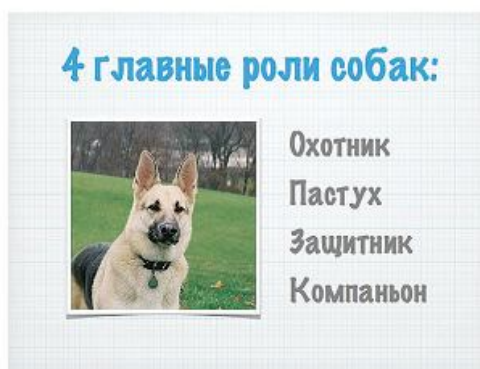 4 главные роли собак:
Охотник
Пастух
Защитник
Компаньон